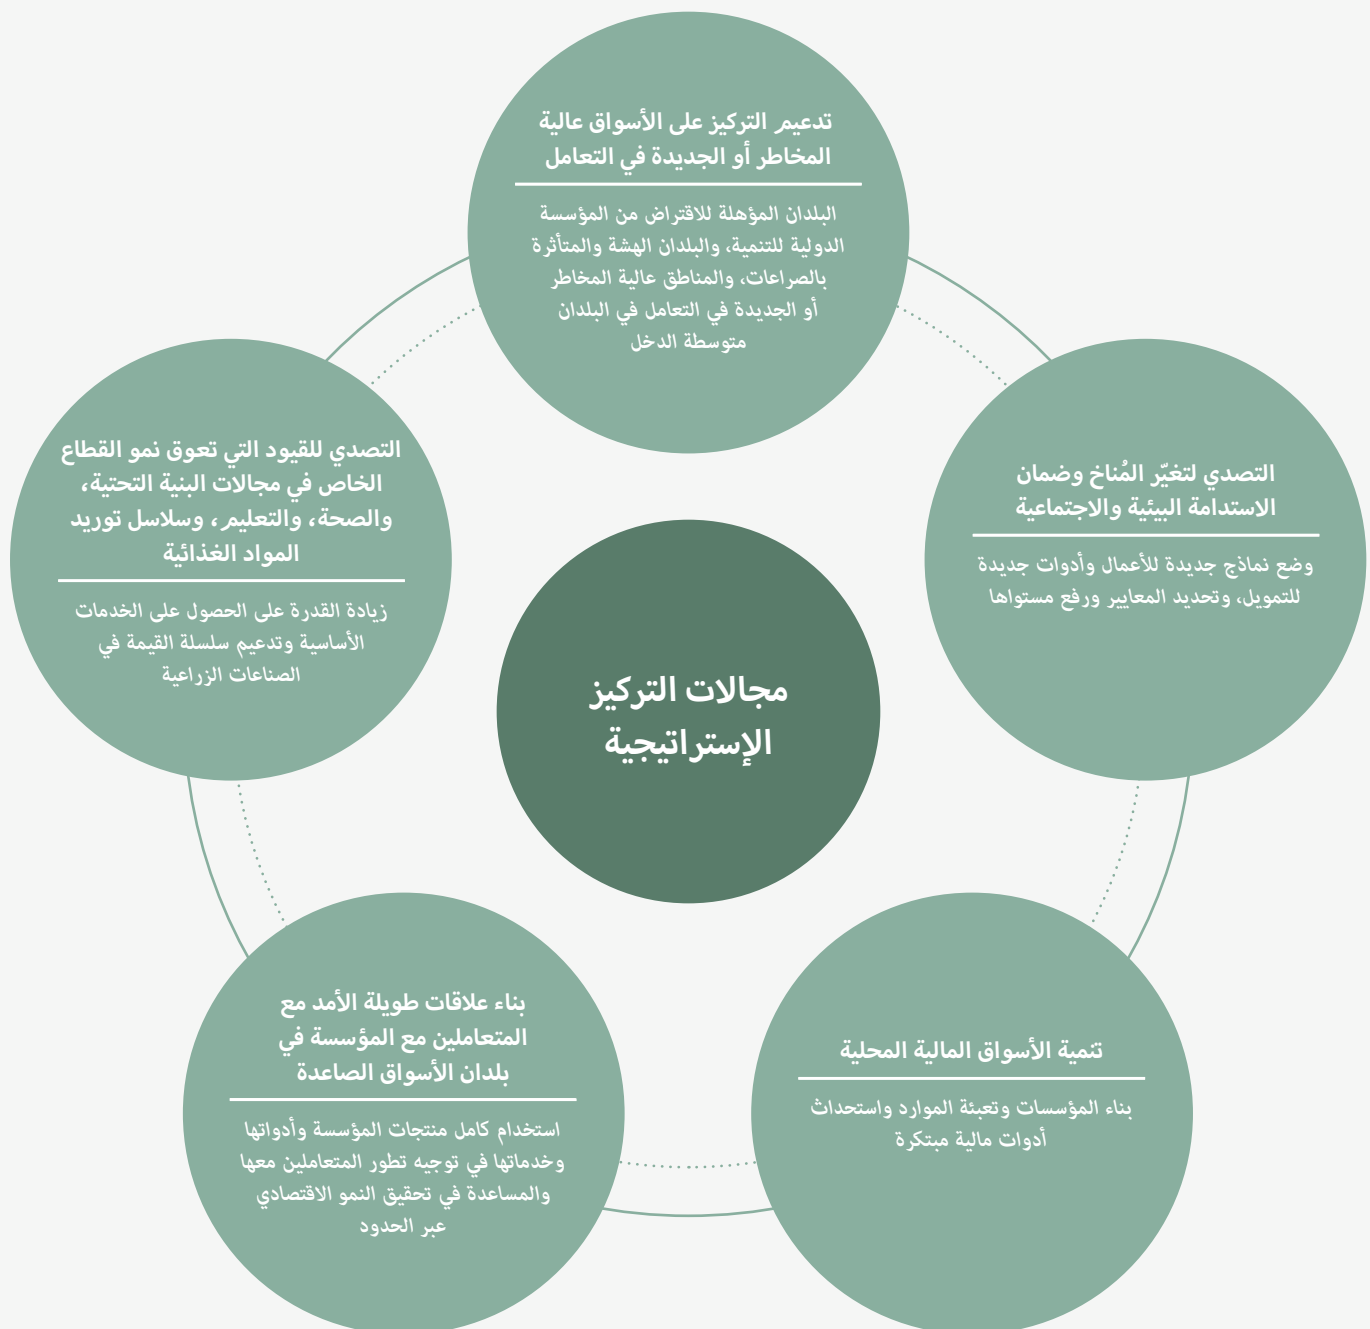 تدعيم التركيز على الأسواق عالية
المخاطر أو الجديدة في التعامل
البلدان المؤهلة للاقتراض من المؤسسة
الدولية للتنمية، والبلدان الهشة والمتأثرة
بالصراعات، والمناطق عالية المخاطر
أو الجديدة في التعامل في البلدان
متوسطة الدخل
التصدي لتغيّر المُناخ وضمان
الاستدامة البيئية والاجتماعية
وضع نماذج جديدة للأعمال وأدوات جديدة
للتمويل، وتحديد المعايير ورفع مستواها
التصدي للقيود التي تعوق نمو القطاع
الخاص في مجالات البنية التحتية،
والصحة، والتعليم، وسلاسل توريد
المواد الغذائية
زيادة القدرة على الحصول على الخدمات
الأساسية وتدعيم سلسلة القيمة في
الصناعات الزراعية
مجالات التركيز
الإستراتيجية
تنمية الأسواق المالية المحلية
بناء المؤسسات وتعبئة الموارد واستحداث
أدوات مالية مبتكرة
بناء علاقات طويلة الأمد مع
المتعاملين مع المؤسسة في
بلدان الأسواق الصاعدة
استخدام كامل منتجات المؤسسة وأدواتها
وخدماتها في توجيه تطور المتعاملين معها
والمساعدة في تحقيق النمو الاقتصادي
عبر الحدود